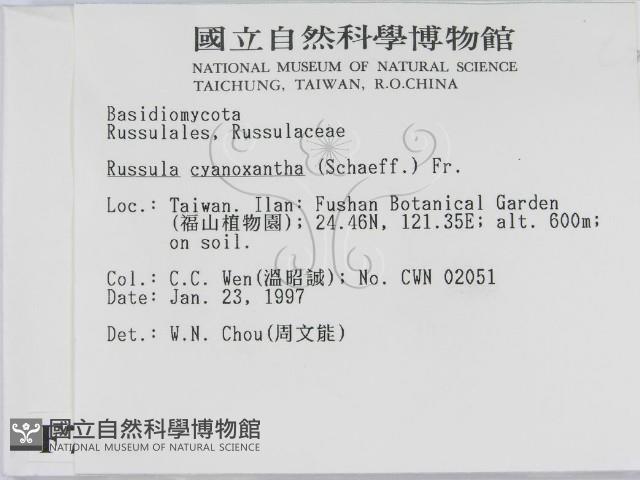 國立自然科學博物館
NATIONAL MUSEUM OF NATURAL SCIENCE
TAICHUNG, TAIWAN, R.O.CHINA
Basidiomycota
Russulales, Russulaceae
Russula cyanoxantha (Schaeff.) Fr.
Loc.: Taiwan. Ilan: Fushan Botanical Garden
(福山植物園); 24.46N, 121.35E; alt. 600m;
on soil.
Col.: C.C. Wen(溫昭誠); No. CWN 02051
Date: Jan. 23, 1997
Det.: W.N. Chou(周文能)
國立自然科學博物館
NATIONAL MUSEUM OF NATURAL SCIENCE